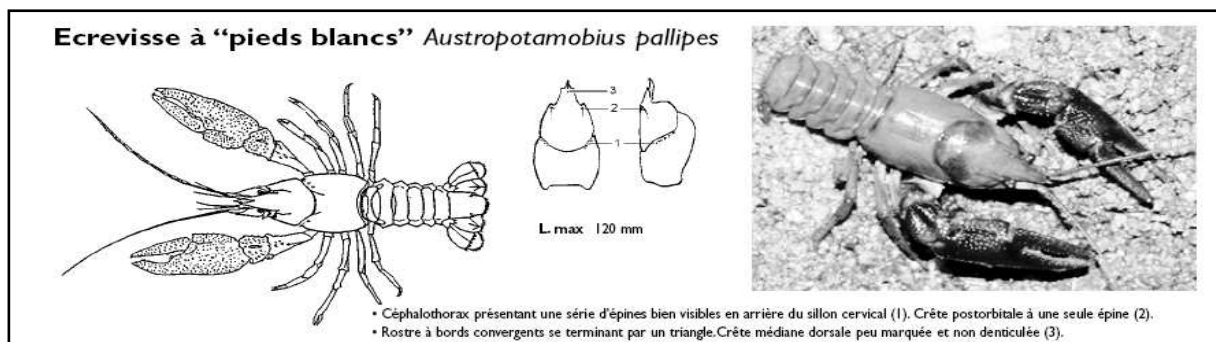 Ecrevisse à “pieds blancs” Austropotamobius pallipes
3
2
1
L. max 120 mm
• Céphalothorax présentant une série d'épines bien visibles en arrière du sillon cervical (1). Crête postorbitale à une seule épine (2).
• Rostre à bords convergents se terminant par un triangle.Crête médiane dorsale peu marquée et non denticulée (3).